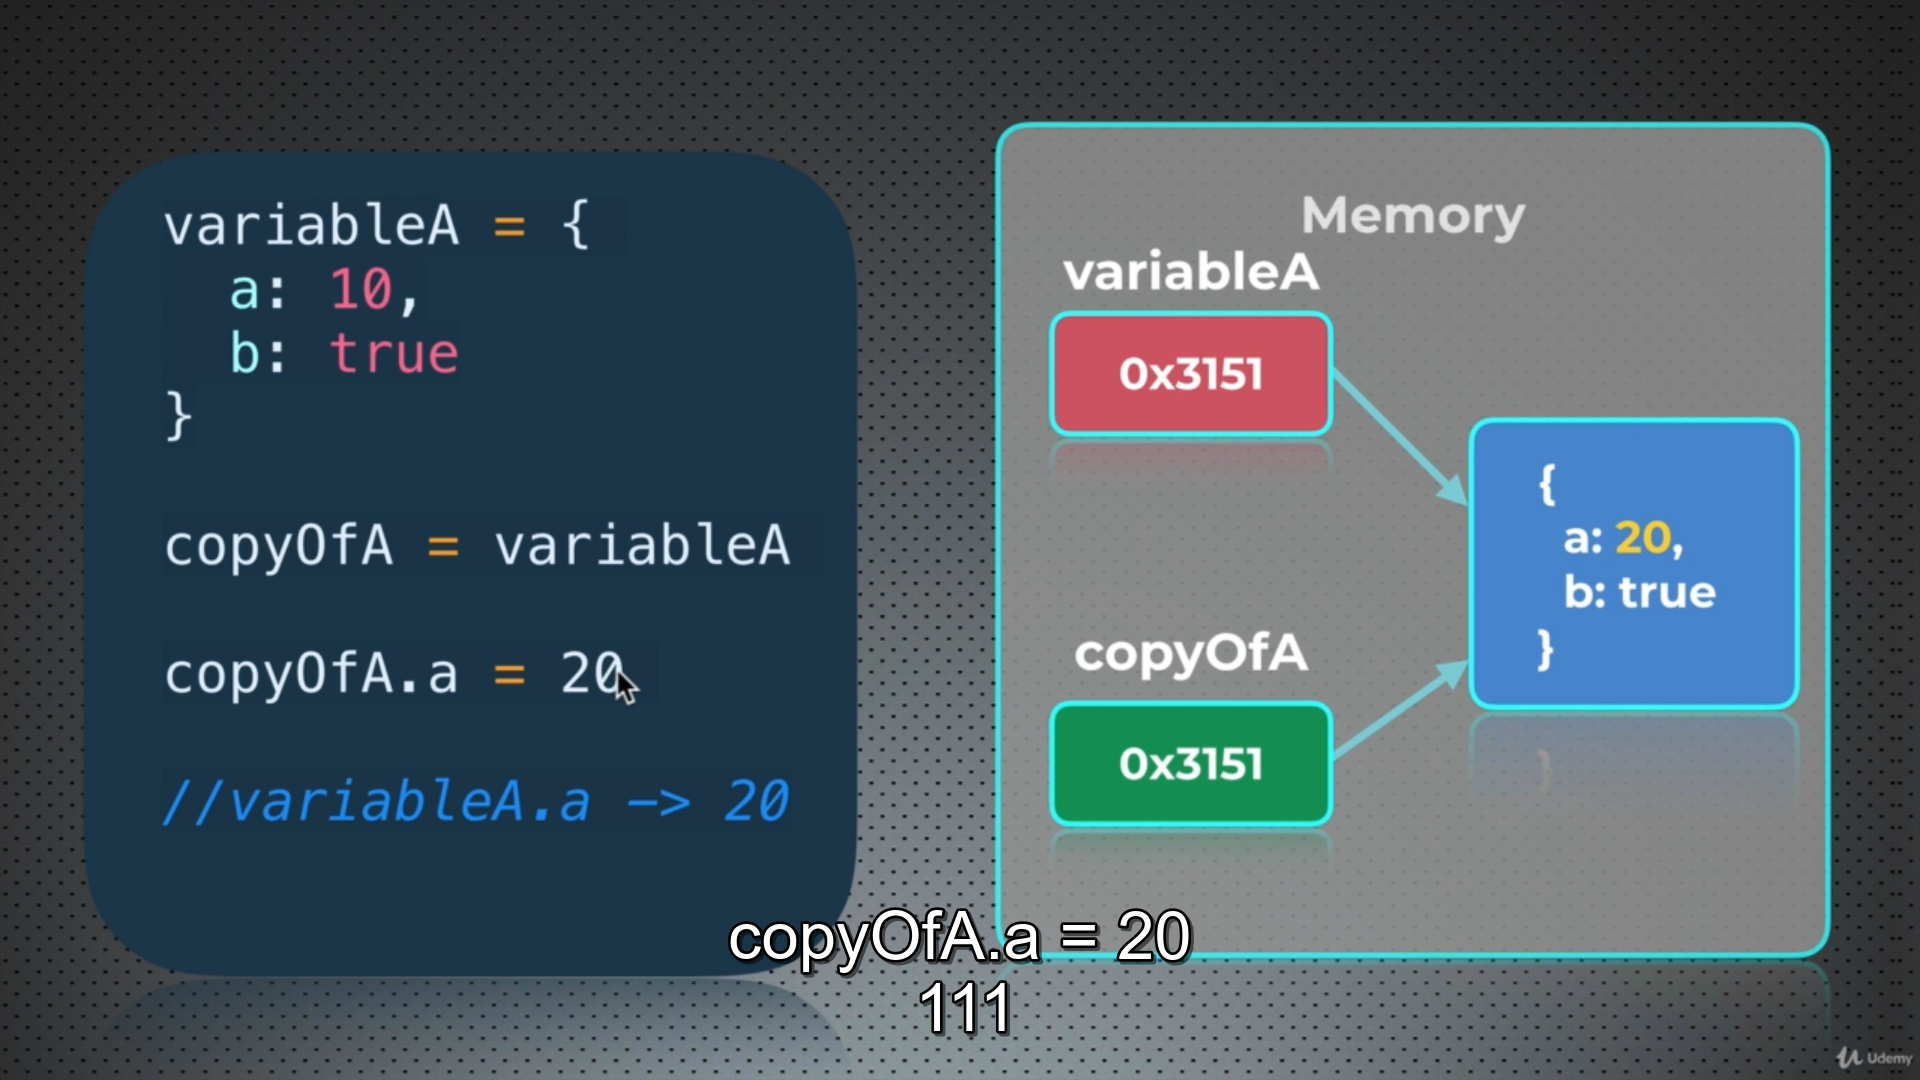 variableA = {
a: 10,
b: true
}
copyOfA = variableA
copyOfA.a = 20
//variableA.a –> 20
Memory
variableA
0x3151
{
a: 20,
b: true
}
copyOfA
0x3151
}
copyOfA.a = 20
111
Udemy